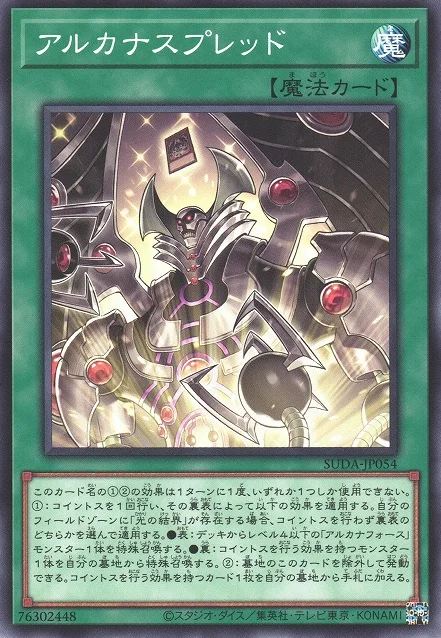 アルカナスプレッド
魔
【魔法カード】
SUDA-JP054
このカード名の①②の効果は1ターンに1度、いずれか1つしか使用できない。
①:コイントスを1回行い、その裏表によって以下の効果を適用する。自分
フィールドゾーンに「光の結界」が存在する場合、コイントスを行わず裏表の
どちらかを選んで適用する。●表:デッキからレベル4以下の「アルカナフォース」
モンスター1体を特殊召喚する。●裏:コイントスを行う効果を持つモンスター
1体を自分の墓地から特殊召喚する。②:墓地のこのカードを除外して発動
できる。コイントスを行う効果を持つカード1枚を自分の墓地から手札に加える。
76302448
©スタジオ・ダイス/集英社・テレビ東京・KONAMI